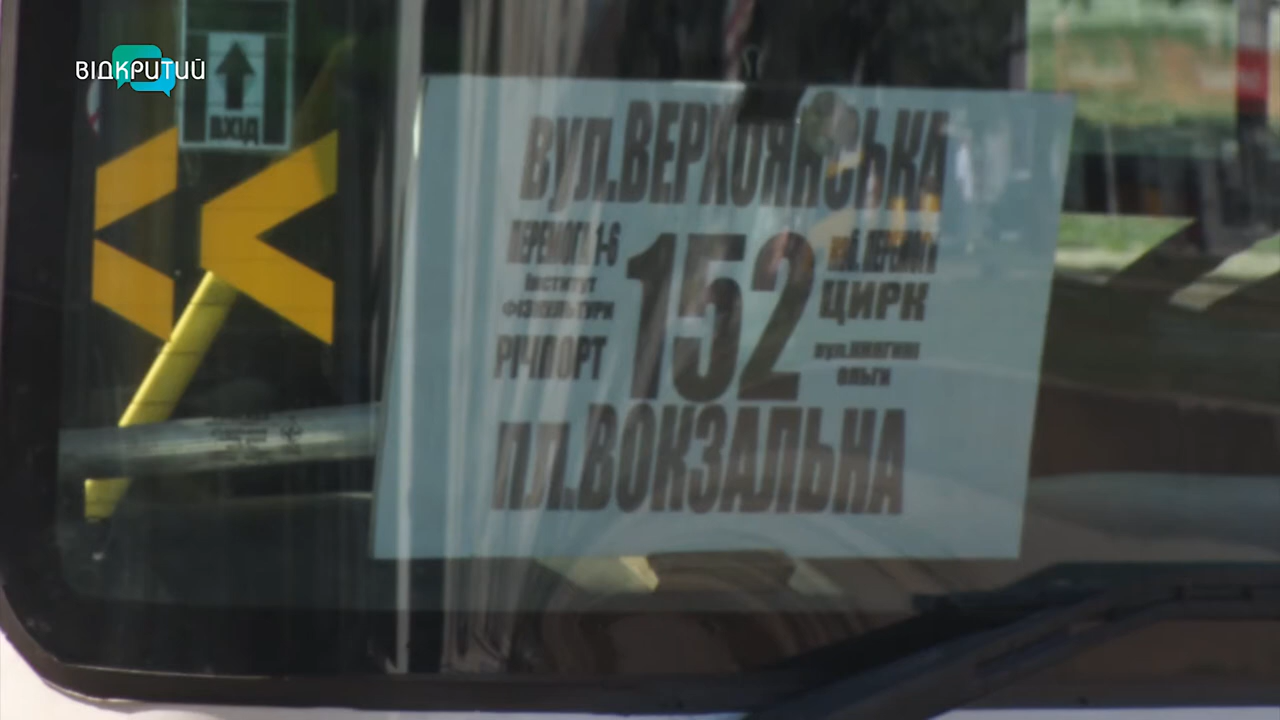 ВІДКРИТИЙ
ВХІД
ВУЛ.ВЕРХОЯНСЬКА
ПЕРЕМОГИ 1-6
Інститут
ФІЗКУЛЬТУРИ
РІЧПОРТ
152
ЦИРК
вул.КНЯГИНІ
ОЛЬГИ
ПЛ.ВОКЗАЛЬНА